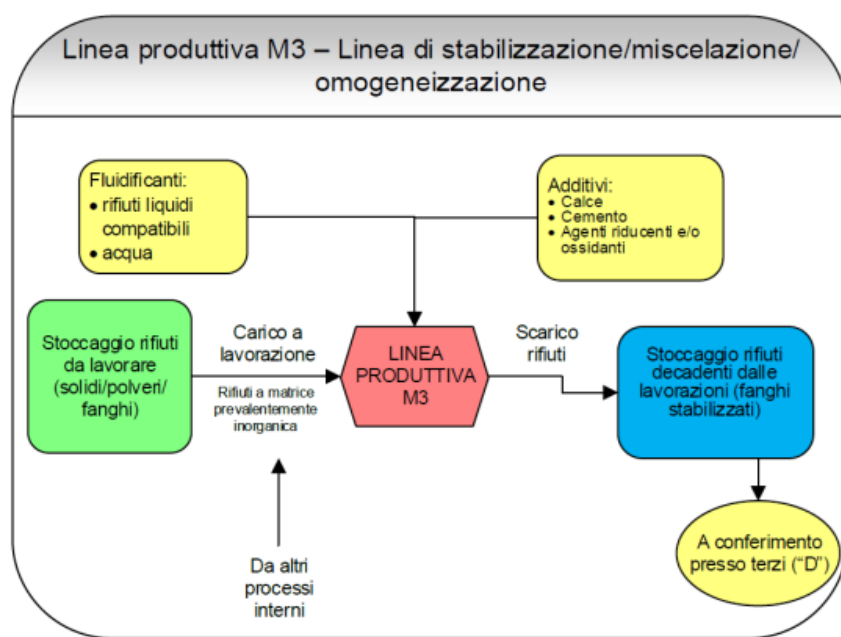 Linea produttiva M3 – Linea di stabilizzazione/miscelazione/
omogeneizzazione
Fluidificanti:
• rifiuti liquidi
compatibili
• acqua
Additivi:
• Calce
• Cemento
• Agenti riducenti e/o
ossidanti
Stoccaggio rifiuti
da lavorare
(solidi/polveri/
fanghi)
Carico a
lavorazione
Rifiuti a matrice
prevalentemente
inorganica
LINEA
PRODUTTIVA
M3
Scarico
rifiuti
Stoccaggio rifiuti
decadenti dalle
lavorazioni (fanghi
stabilizzati)
Da altri
processi
interni
A conferimento
presso terzi (“D”)